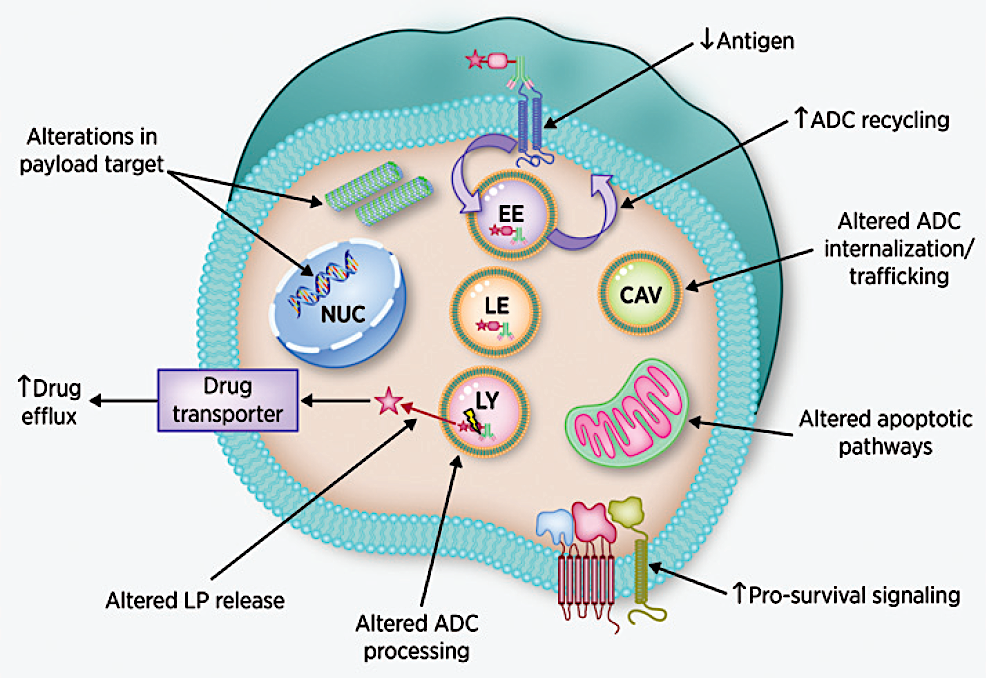 ↓Antigen
↑ADC recycling
Alterations in
payload target
EE
Altered ADC
internalization/
trafficking
CAV
LE
NUC
↑Drug
efflux
Drug
transporter
LY
Altered apoptotic
pathways
Altered LP release
↑Pro-survival signaling
Altered ADC
processing